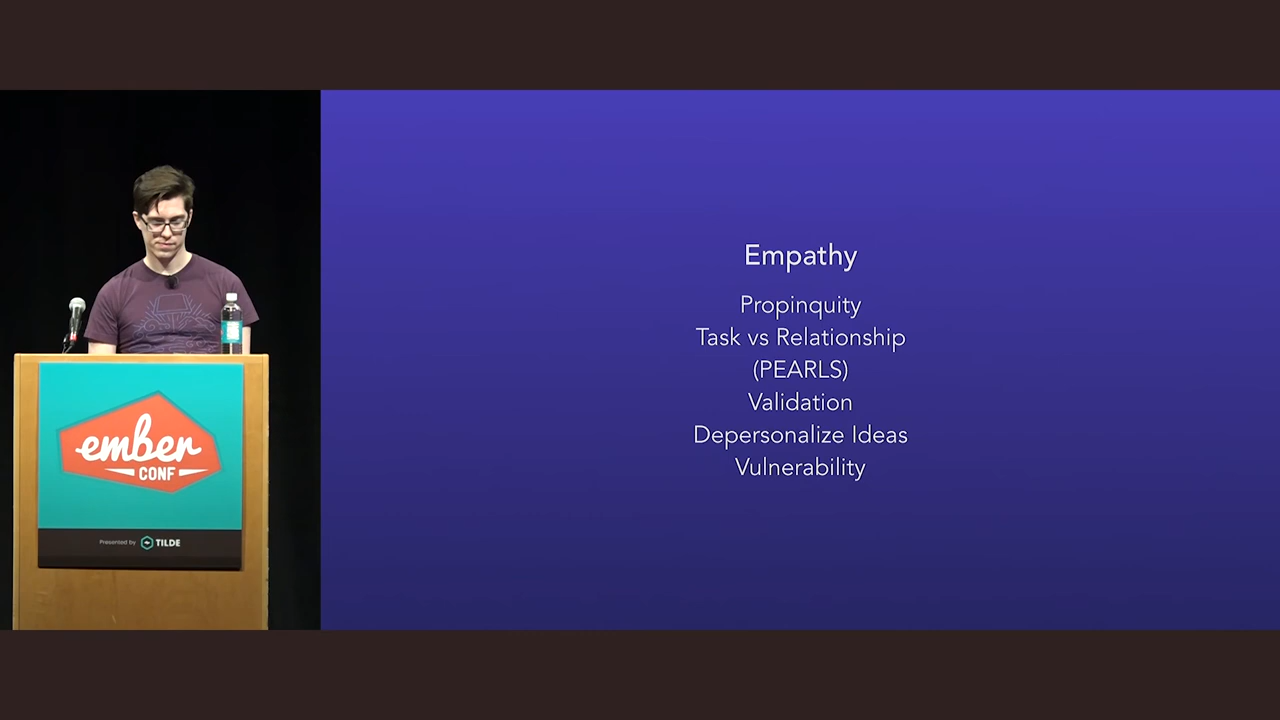 Empathy
Propinquity
Task vs Relationship
(PEARLS)
Validation
Depersonalize Ideas
Vulnerability
ember
CONF
Presented by TILDE